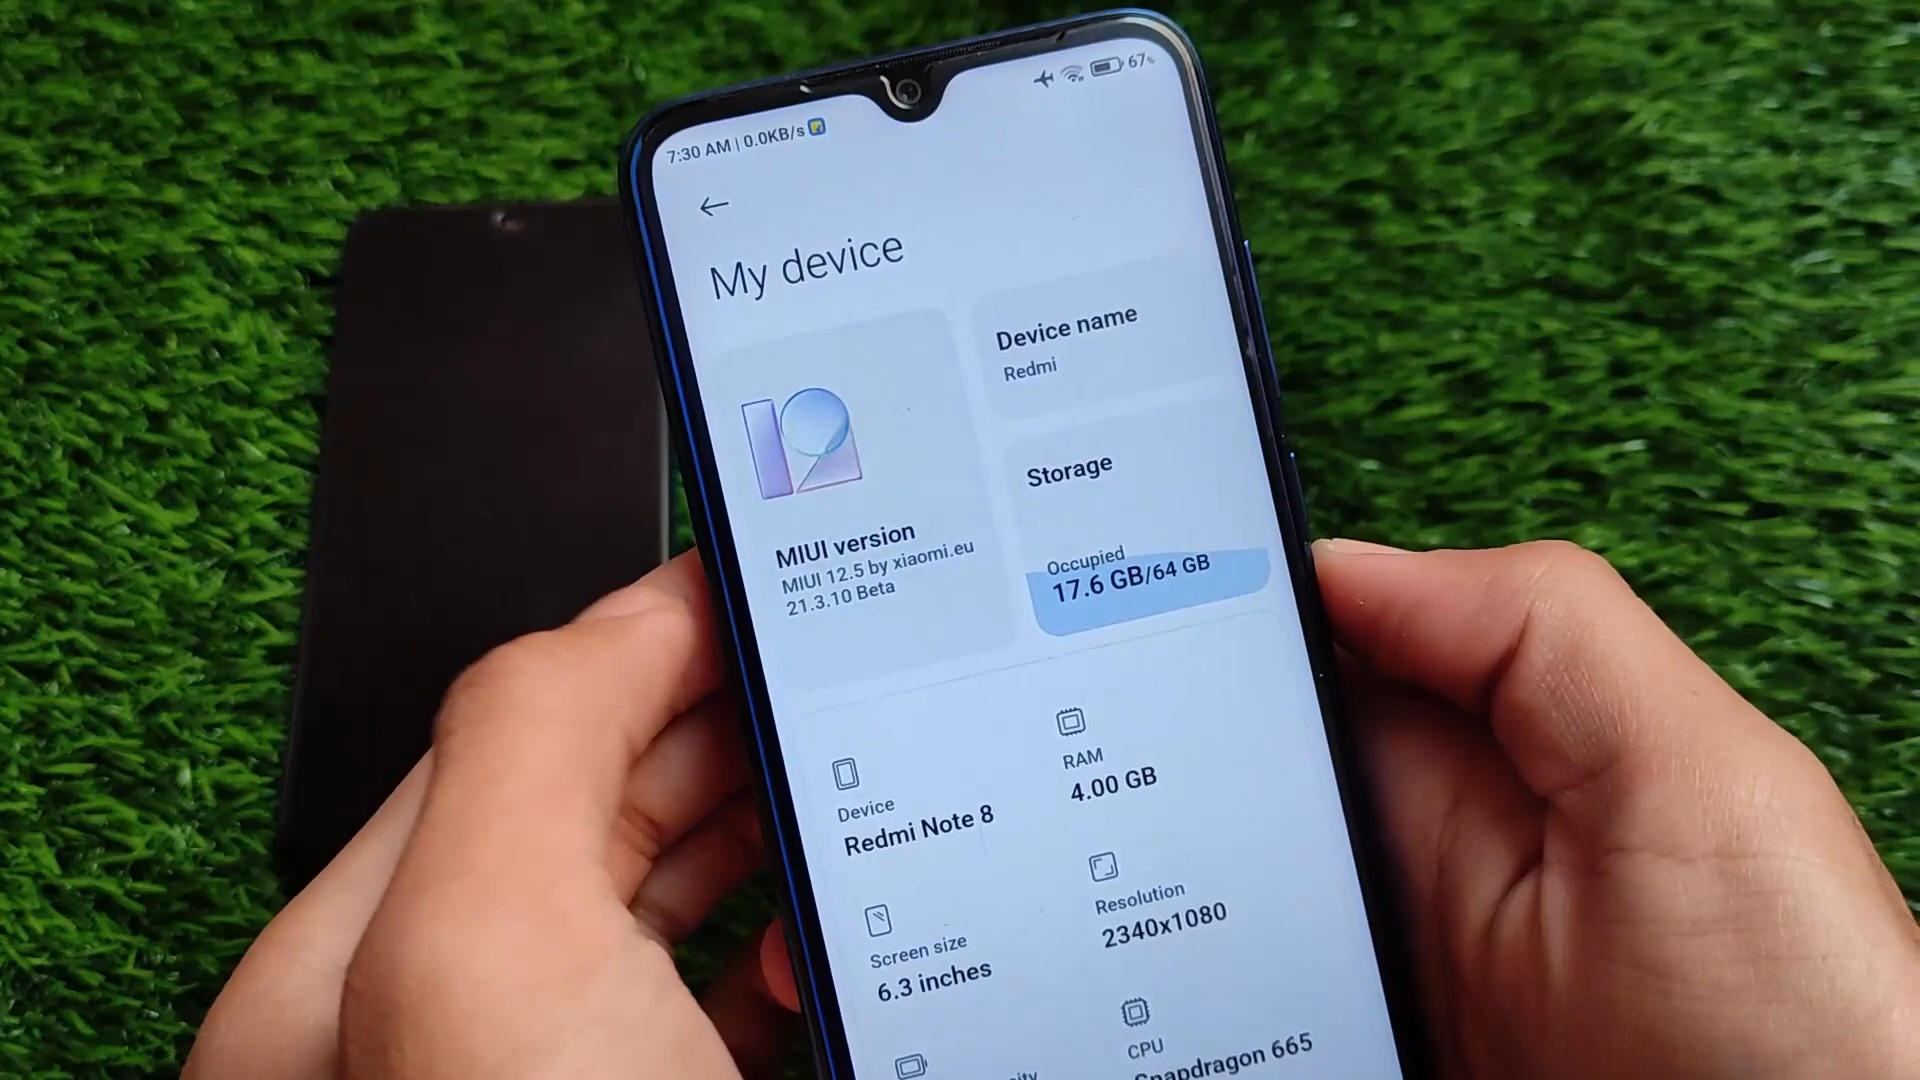 7:30 AM | 0.0KB/s
67%
My device
Device name
Redmi
Storage
MIUI version
MIUI 12.5 by xiaomi.eu
21.3.10 Beta
Occupied
17.6 GB/64 GB
Device
Redmi Note 8
RAM
4.00 GB
Screen size
6.3 inches
Resolution
2340x1080
CPU
Snapdragon 665